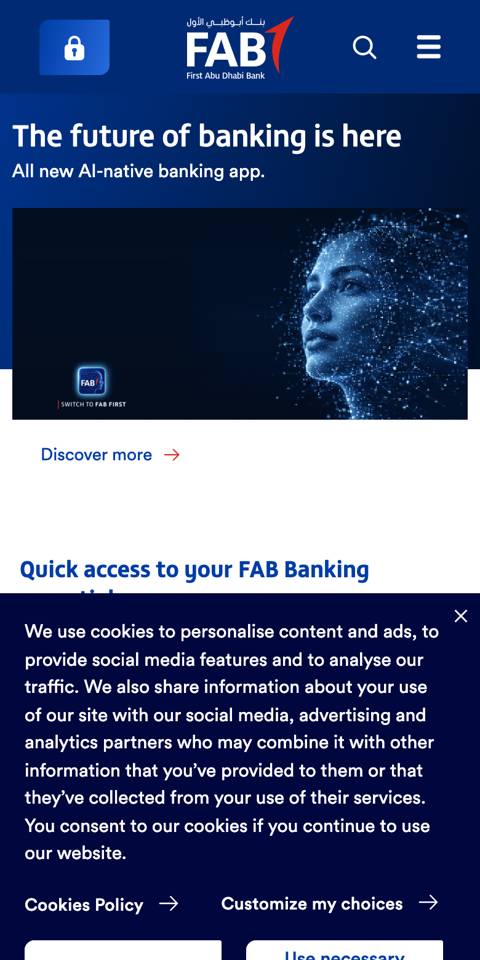 بنك أبوظبي الأول
FAB
First Abu Dhabi Bank
The future of banking is here
All new AI-native banking app.
FAB
SWITCH TO FAB FIRST
Discover more
Quick access to your FAB Banking
We use cookies to personalise content and ads, to
provide social media features and to analyse our
traffic. We also share information about your use
of our site with our social media, advertising and
analytics partners who may combine it with other
information that you’ve provided to them or that
they’ve collected from your use of their services.
You consent to our cookies if you continue to use
our website.
Cookies Policy
Customize my choices
Use necessary